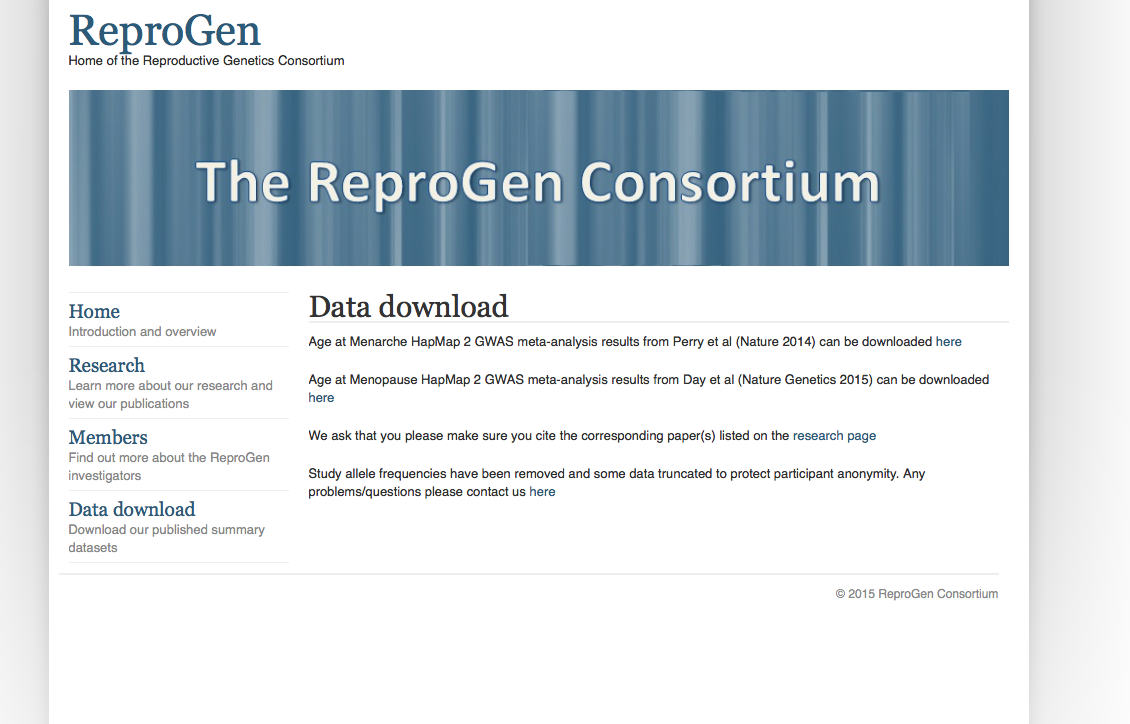 ReproGen
Home of the Reproductive Genetics Consortium
The ReproGen Consortium
Home
Introduction and overview
Research
Learn more about our research and
view our publications
Members
Find out more about the ReproGen
investigators
Data download
Download our published summary
datasets
Data download
Age at Menarche HapMap 2 GWAS meta-analysis results from Perry et al (Nature 2014) can be downloaded here
Age at Menopause HapMap 2 GWAS meta-analysis results from Day et al (Nature Genetics 2015) can be downloaded
here
We ask that you please make sure you cite the corresponding paper(s) listed on the research page
Study allele frequencies have been removed and some data truncated to protect participant anonymity. Any
problems/questions please contact us here
© 2015 ReproGen Consortium